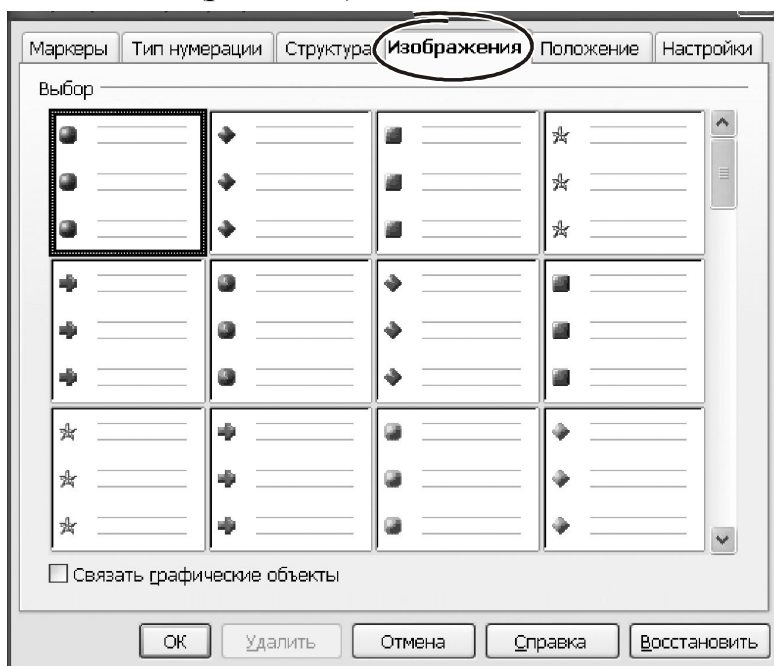 Маркеры Тип нумерации Структура Изображения Положение Настройки
Выбор
Связать графические объекты
ОК Удалить Отмена Справка Восстановить